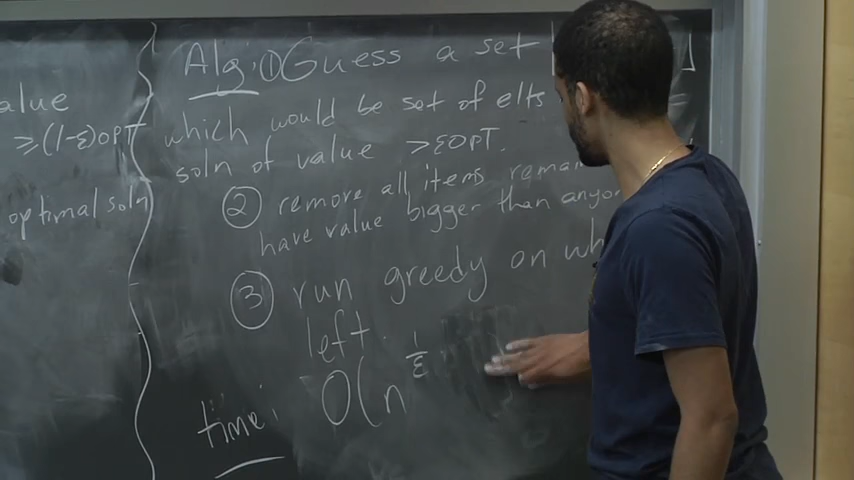 alue
≥(1-ε)OPT
optimal soln
Alg: ① Guess a set
which would be set of elts
soln of value >εOPT.
② remove all items
have value bigger than
③ run greedy on
left.
time: O(n^{1/ε}